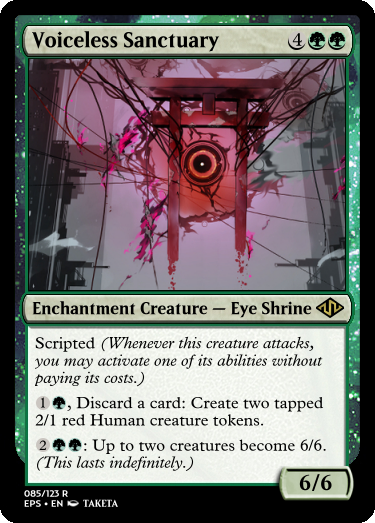 Voiceless Sanctuary 4
Enchantment Creature — Eye Shrine
Scripted (Whenever this creature attacks,
you may activate one of its abilities without
paying its costs.)
1, Discard a card: Create two tapped
2/1 red Human creature tokens.
2: Up to two creatures become 6/6.
(This lasts indefinitely.)
6/6
085/123 R
EPS • EN TAKETA